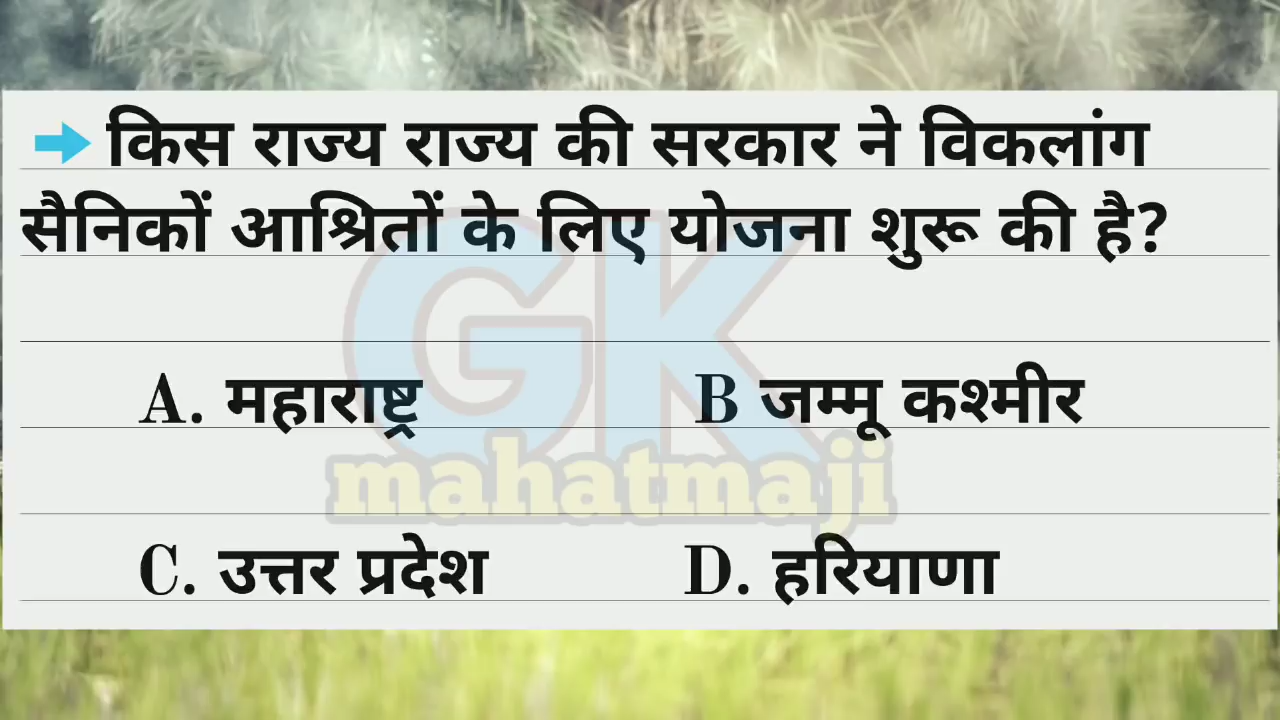 किस राज्य राज्य की सरकार ने विकलांग
सैनिकों आश्रितों के लिए योजना शुरू की है?
GK
mahatmaji
A. महाराष्ट्र B जम्मू कश्मीर
C. उत्तर प्रदेश D. हरियाणा